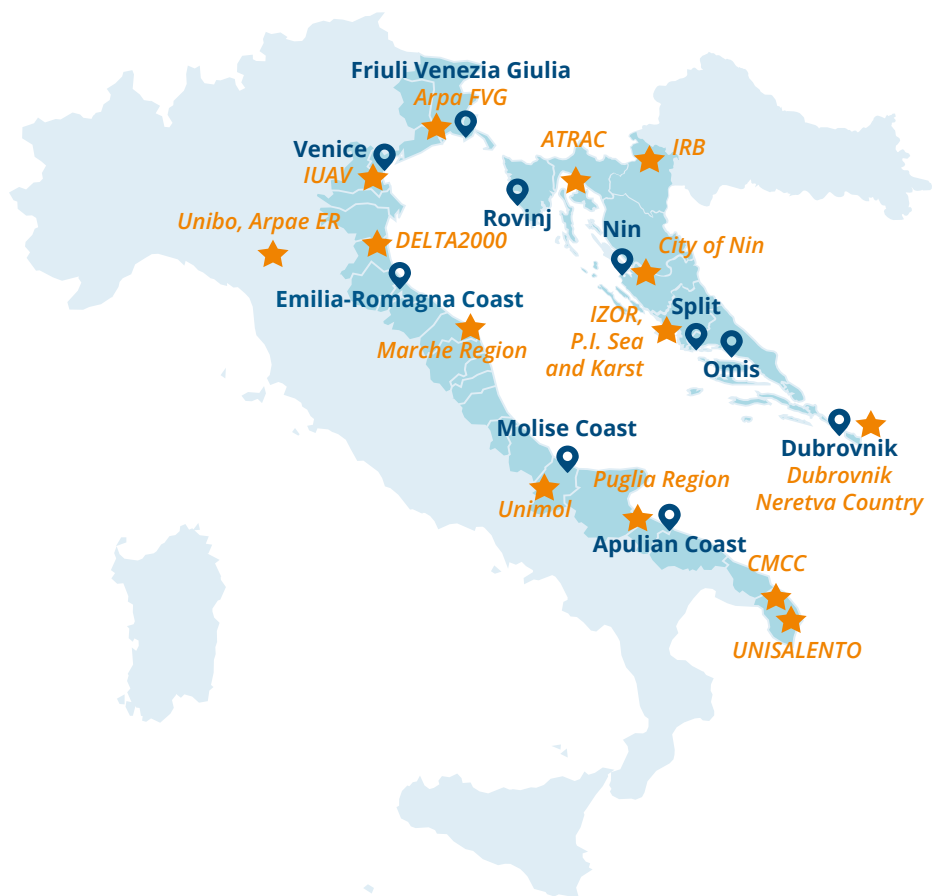 Friuli Venezia Giulia
Arpa FVG
ATRAC
IRB
Venice
IUAV
Rovinj
Unibo, Arpae ER
DELTA2000
Nin
City of Nin
Emilia-Romagna Coast
Marche Region
IZOR,
P.I. Sea
and Karst
Split
Omis
Molise Coast
Dubrovnik
Dubrovnik
Neretva Country
Unimol
Puglia Region
Apulian Coast
CMCC
UNISALENTO